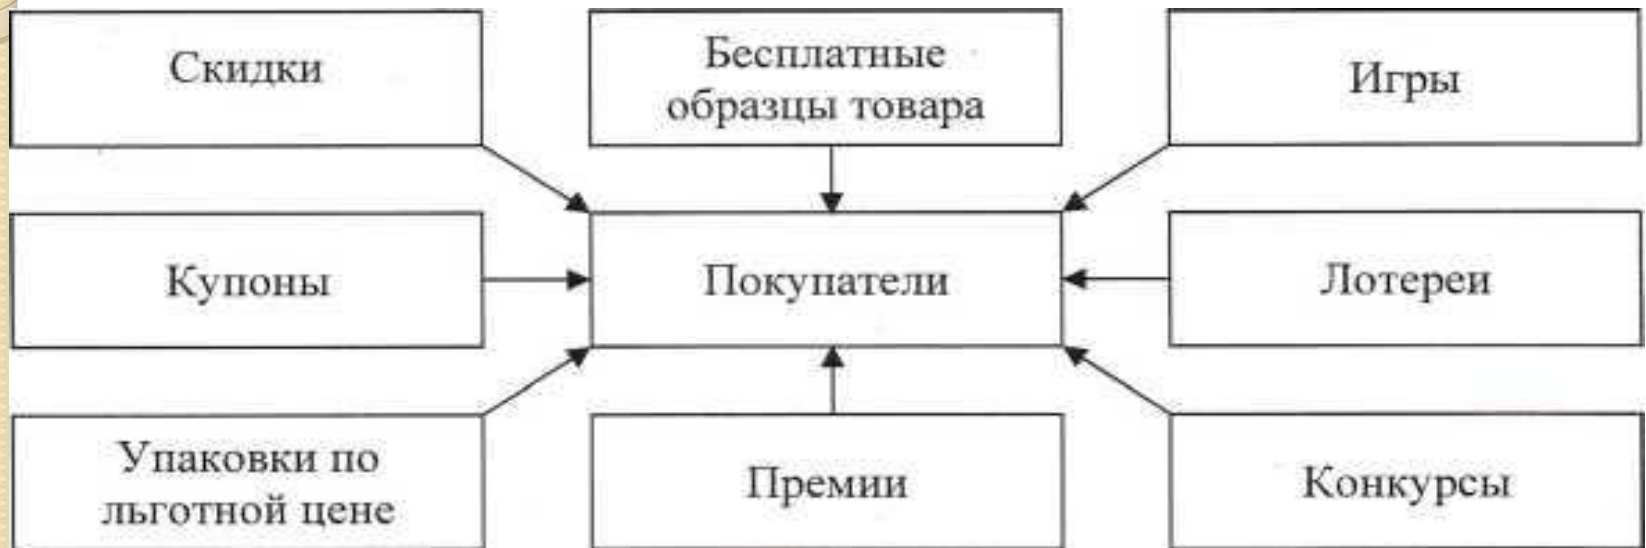 Скидки
Бесплатные
образцы товара
Игры
Купоны
Покупатели
Лотереи
Упаковки по
льготной цене
Премии
Конкурсы